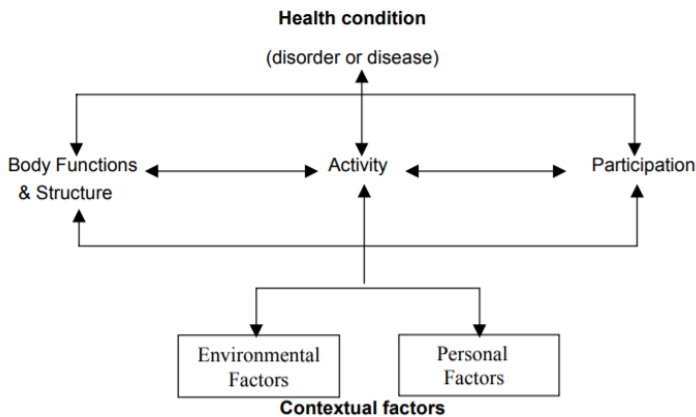 Health condition
(disorder or disease)
Body Functions
& Structure
Activity
Participation
Environmental
Factors
Personal
Factors
Contextual factors